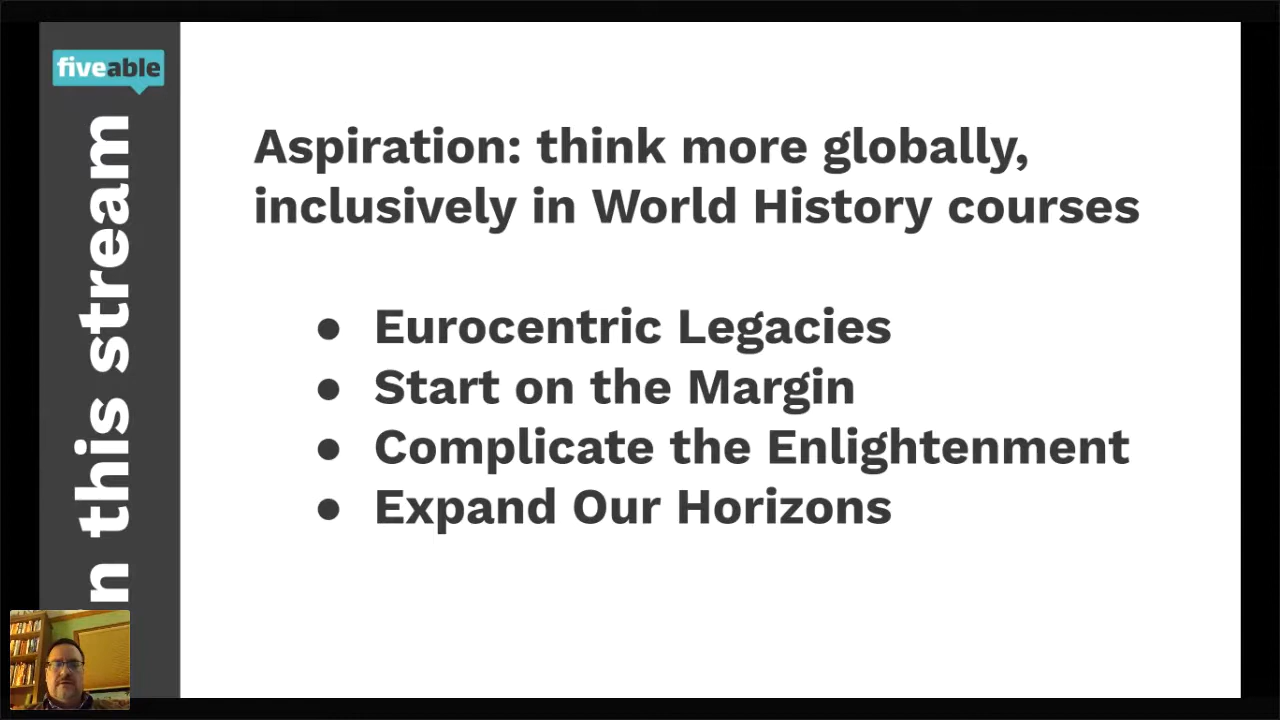 fiveable
n this stream
Aspiration: think more globally,
inclusively in World History courses
● Eurocentric Legacies
● Start on the Margin
● Complicate the Enlightenment
● Expand Our Horizons